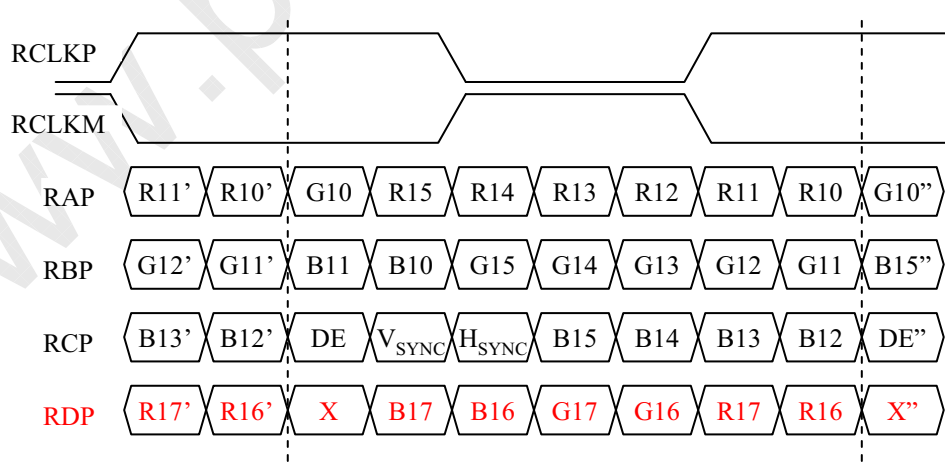 RCLKP
RCLKM
RAP R11’ R10’ G10 R15 R14 R13 R12 R11 R10 G10”
RBP G12’ G11’ B11 B10 G15 G14 G13 G12 G11 B15”
RCP B13’ B12’ DE VSYNC HSYNC B15 B14 B13 B12 DE”
RDP R17’ R16’ X B17 B16 G17 G16 R17 R16 X”
www.p